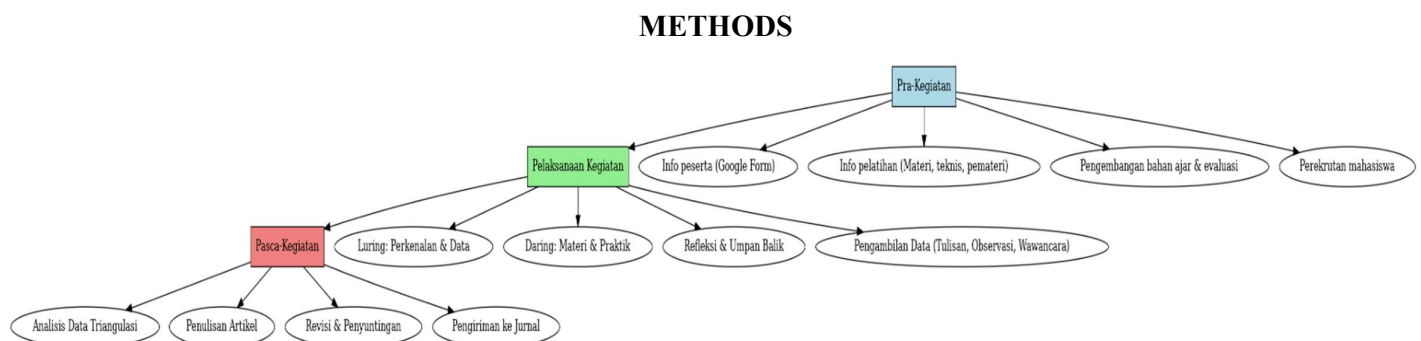 METHODS
Pra-Kegiatan
Pelaksanaan Kegiatan
Info peserta (Google Form)
Info pelatihan (Materi, teknis, pemateri)
Pengembangan bahan ajar & evaluasi
Perekrutan mahasiswa
Pasca-Kegiatan
Luring: Perkenalan & Data
Daring: Materi & Praktik
Refleksi & Umpan Balik
Pengambilan Data (Tulisan, Observasi, Wawancara)
Analisis Data Triangulasi
Penulisan Artikel
Revisi & Penyuntingan
Pengiriman ke Jurnal